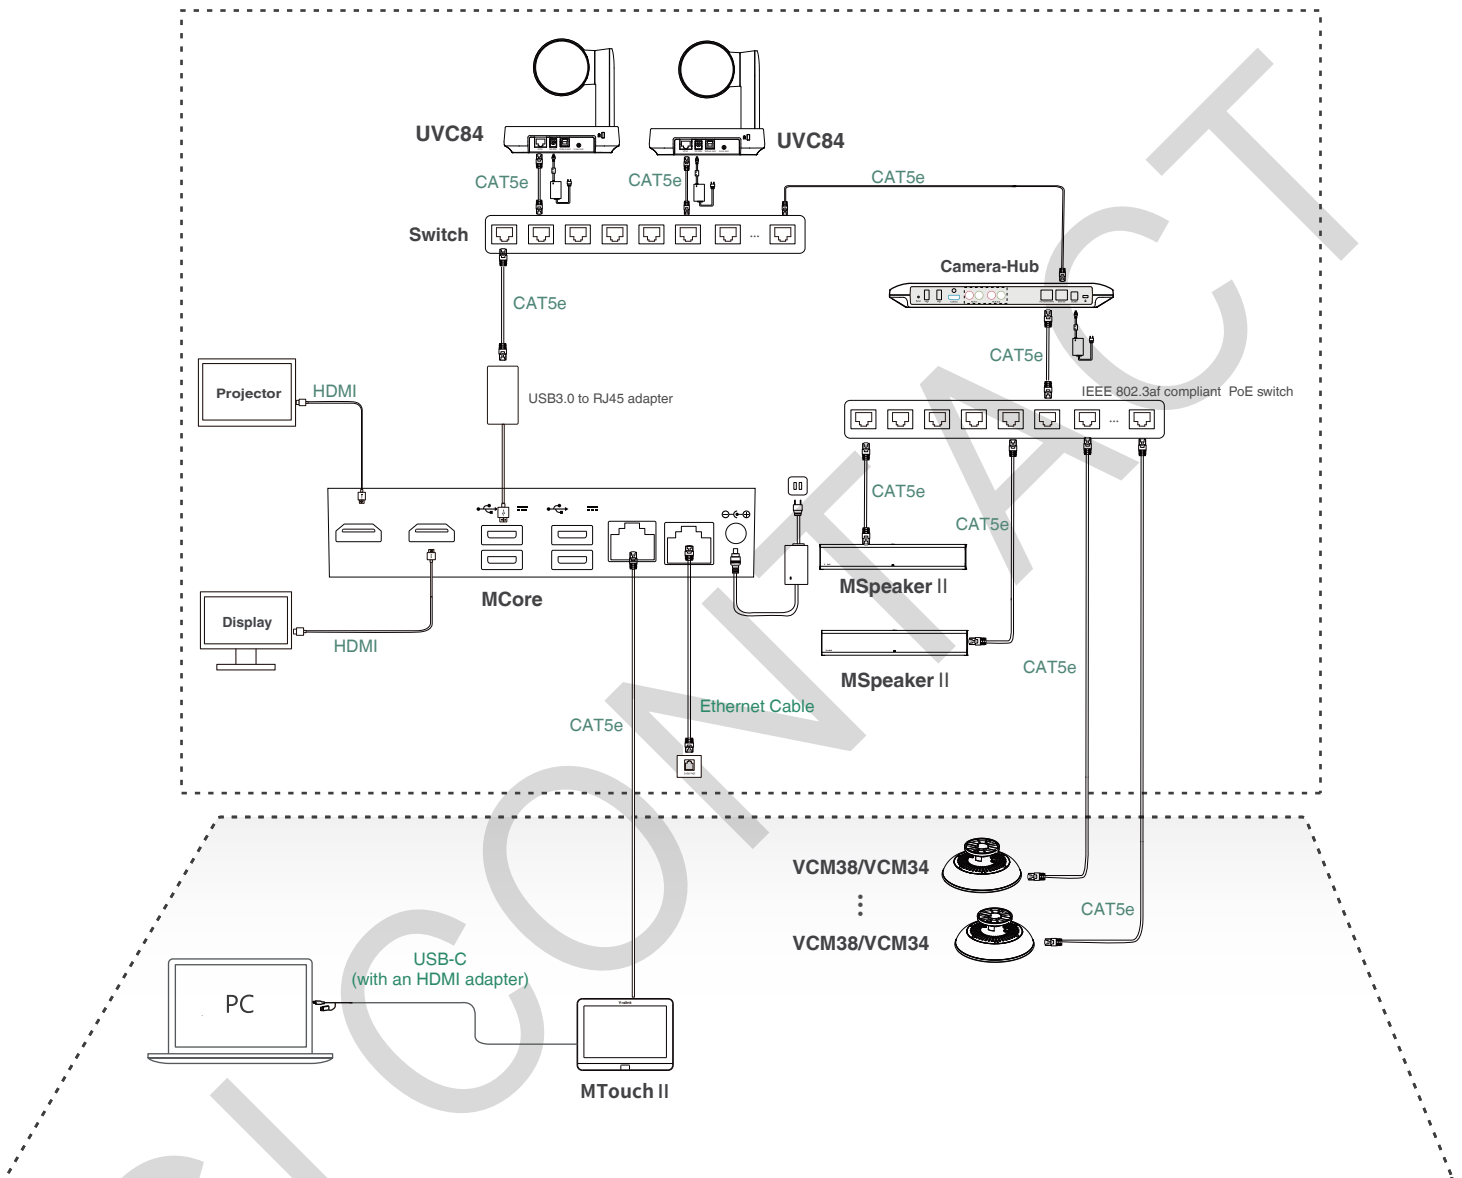 UVC84
UVC84
CAT5e
CAT5e
CAT5e
Switch
Camera-Hub
CAT5e
CAT5e
Projector
HDMI
USB3.0 to RJ45 adapter
IEEE 802.3af compliant PoE switch
...
...
CAT5e
CAT5e
MCore
MSpeaker II
Display
HDMI
CAT5e
MSpeaker II
Ethernet Cable
CAT5e
VCM38/VCM34
CAT5e
VCM38/VCM34
USB-C
(with an HDMI adapter)
PC
Yealink
MTouch II
CONTACT